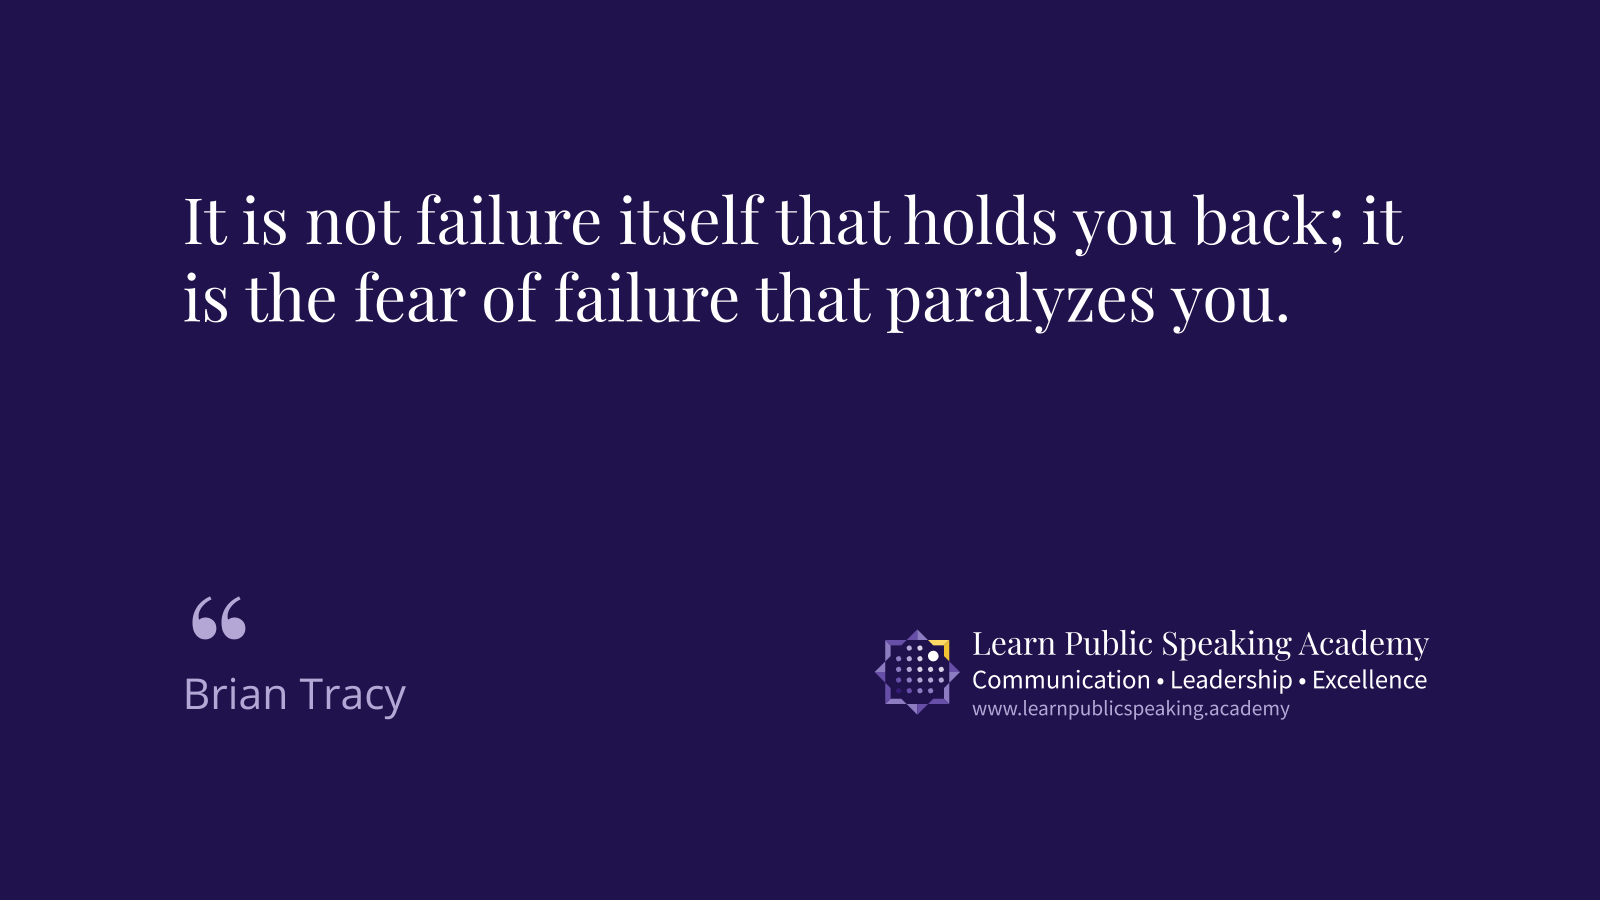 It is not failure itself that holds you back; it
is the fear of failure that paralyzes you.
“
Brian Tracy
Learn Public Speaking Academy
Communication • Leadership • Excellence
www.learnpublicspeaking.academy